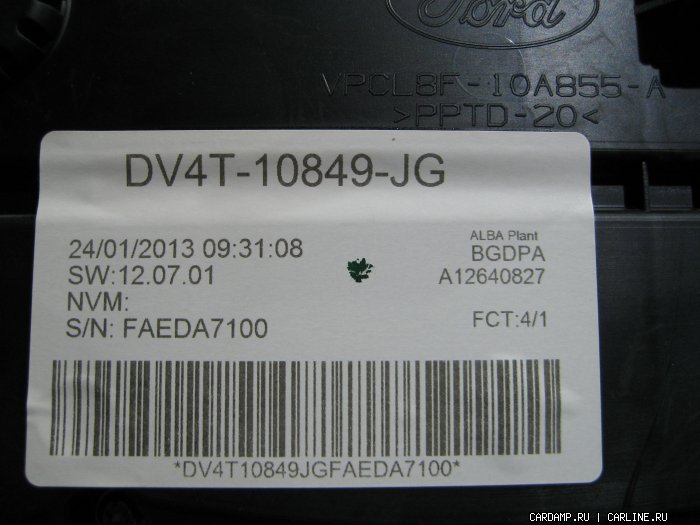 Ford
VPCL8F-10A855-A
>PPTD-20<
DV4T-10849-JG
24/01/2013 09:31:08
SW:12.07.01
NVM:
S/N: FAEDA7100
ALBA Plant
BGDPA
A12640827
FCT:4/1
*DV4T10849JGFAEDA7100*
CARDAMP.RU | CARLINE.RU